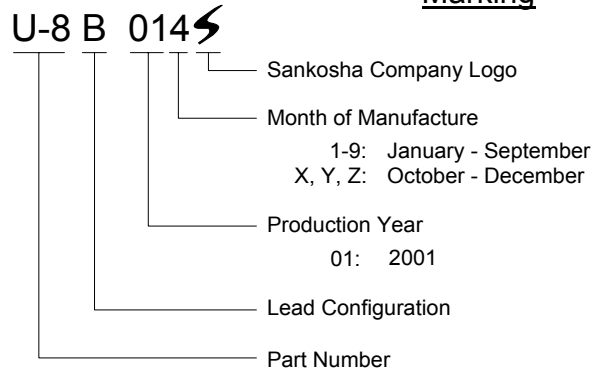 Marking
U-8 B 014
Sankosha Company Logo
Month of Manufacture
1-9: January - September
X, Y, Z: October - December
Production Year
01: 2001
Lead Configuration
Part Number